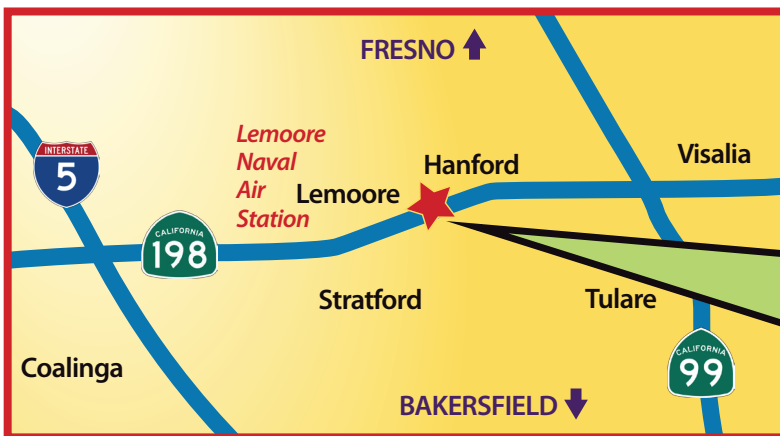 FRESNO
INTERSTATE
5
Lemoore
Naval
Air
Station
Hanford
Visalia
Lemoore
CALIFORNIA
198
Stratford
Tulare
Coalinga
CALIFORNIA
99
BAKERSFIELD